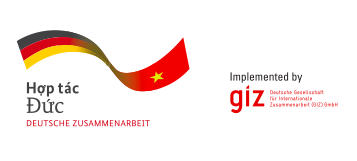 Hợp tác
Đức
DEUTSCHE ZUSAMMENARBEIT
Implemented by
giz
Deutsche Gesellschaft
für Internationale
Zusammenarbeit (GIZ) GmbH